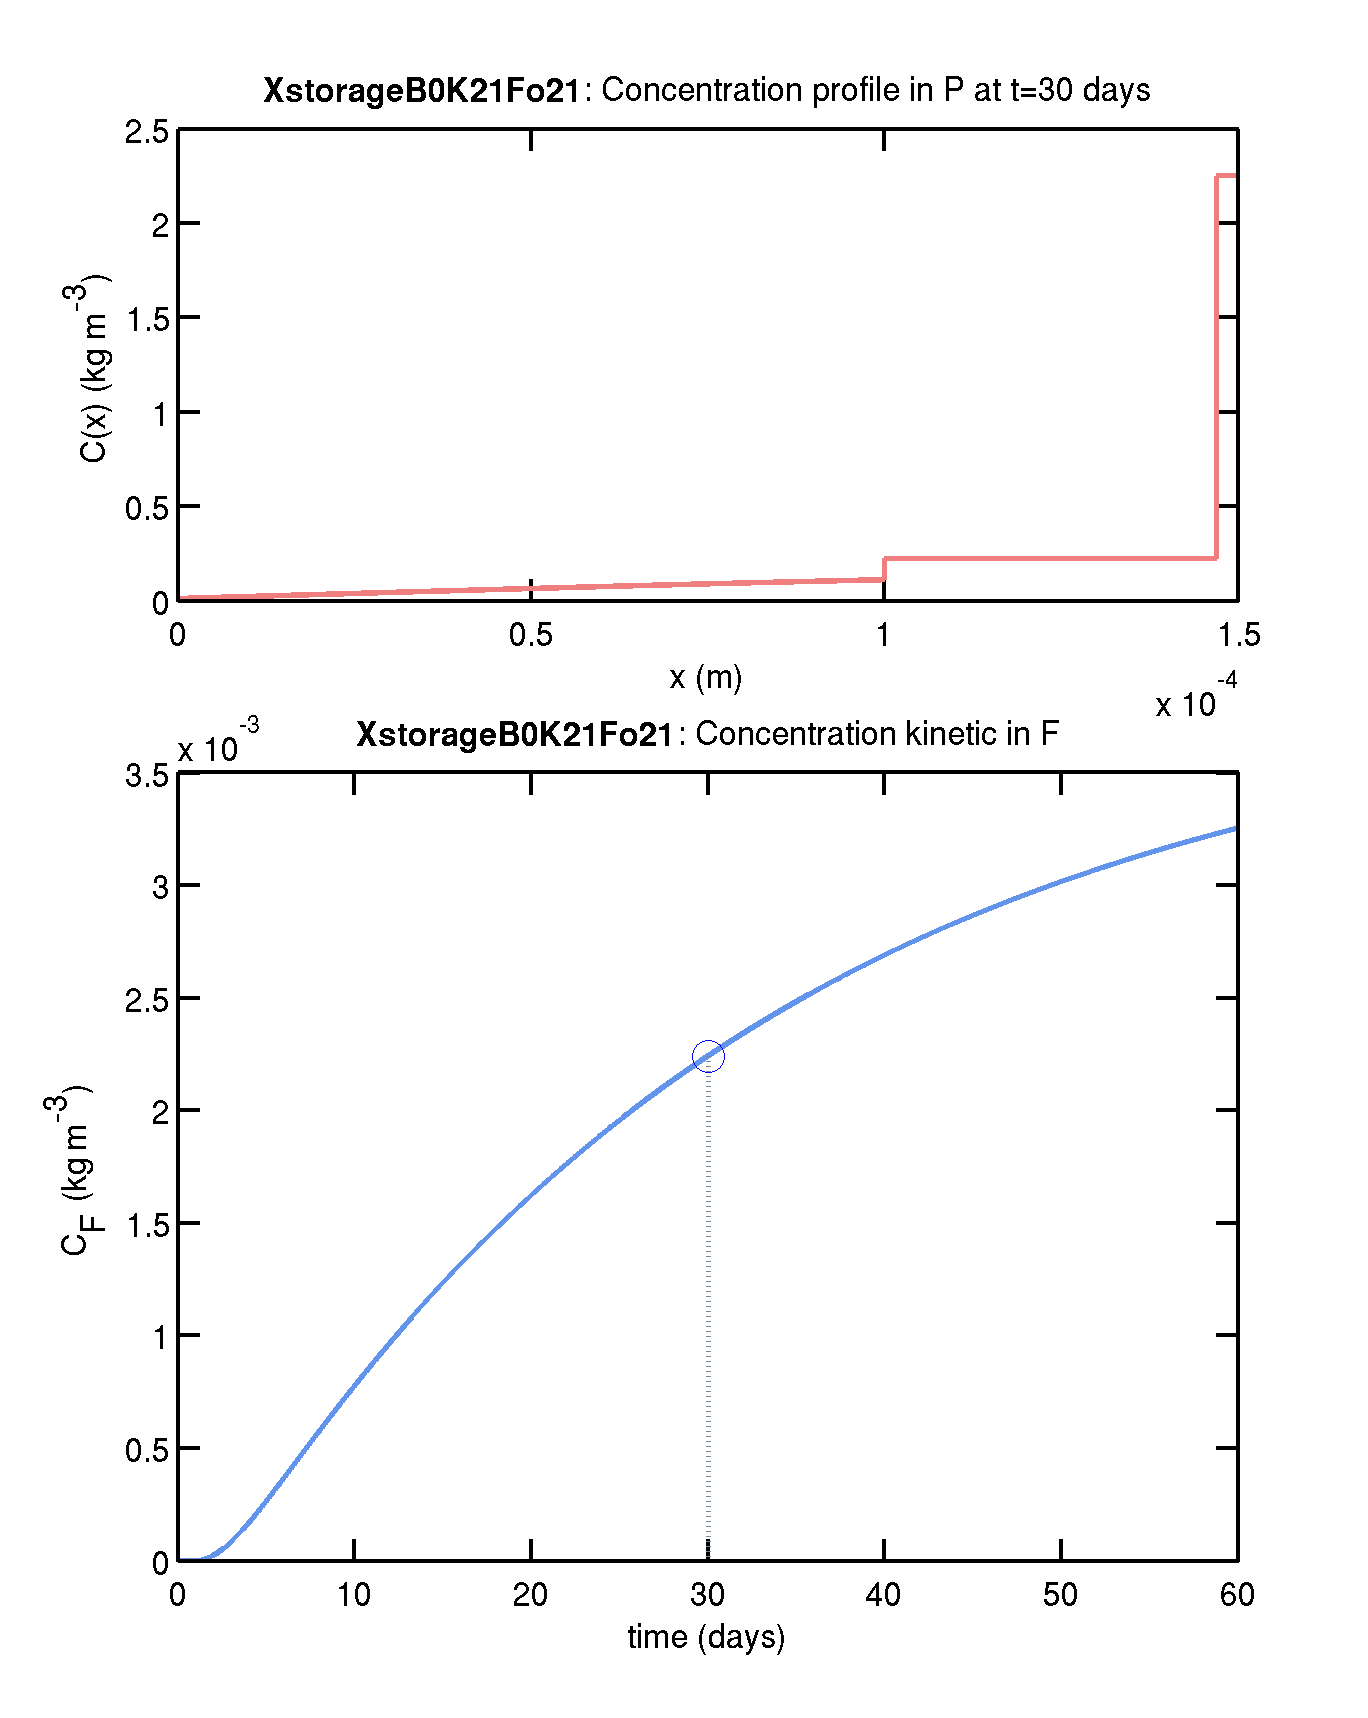 XstorageB0K21Fo21: Concentration profile in P at t=30 days
2.5
2
1.5
1
0.5
0
C(x) (kg m-3)
0 0.5 1 1.5
x (m)
x 10-4
XstorageB0K21Fo21: Concentration kinetic in F
x 10-3
3.5
3
2.5
2
1.5
1
0.5
0
CF (kg m-3)
0 10 20 30 40 50 60
time (days)